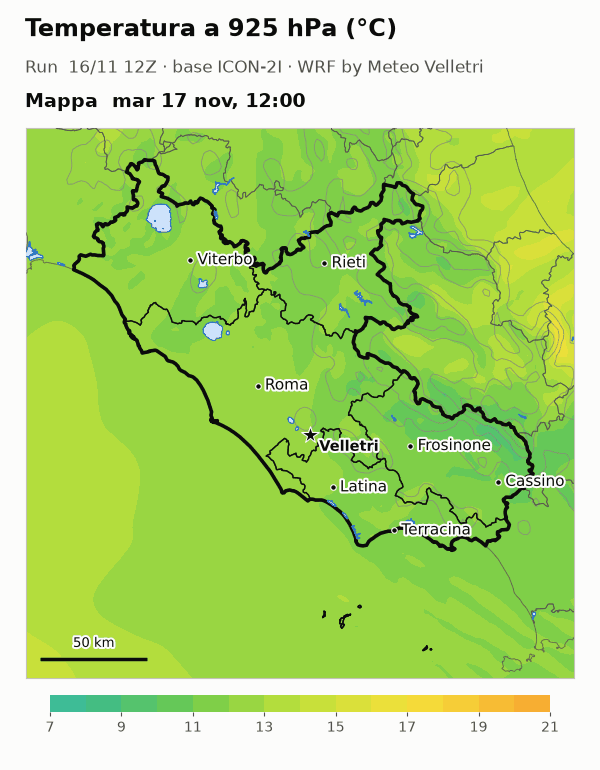 Temperatura a 925 hPa (°C)
Run  16/11 12Z · base ICON-2I · WRF by Meteo Velletri
Mappa  mar 17 nov, 12:00
Viterbo
Rieti
Roma
Velletri
Frosinone
Cassino
Latina
Terracina
50 km
7 9 11 13 15 17 19 21